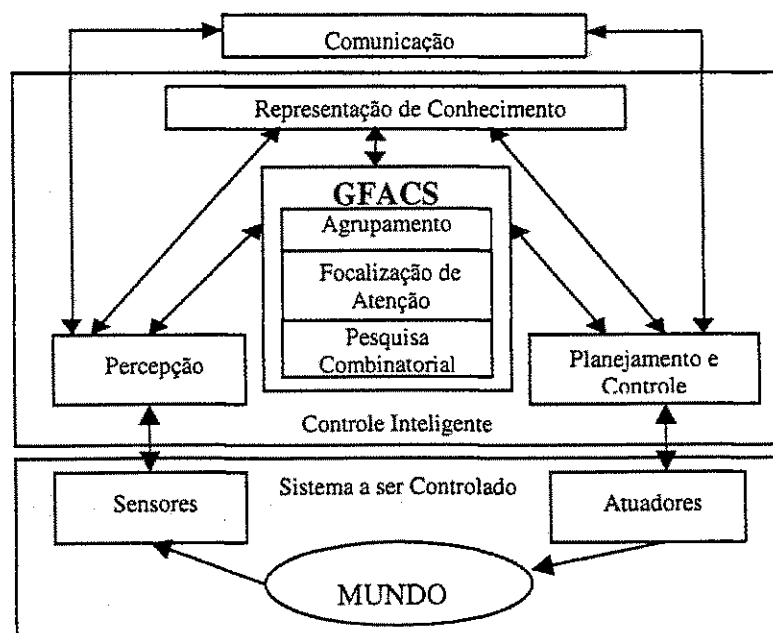 Comunicação
Representação de Conhecimento
GFACS
Agrupamento
Focalização de
Atenção
Pesquisa
Combinatorial
Percepção
Planejamento e
Controle
Controle Inteligente
Sensores
Sistema a ser Controlado
Atuadores
MUNDO